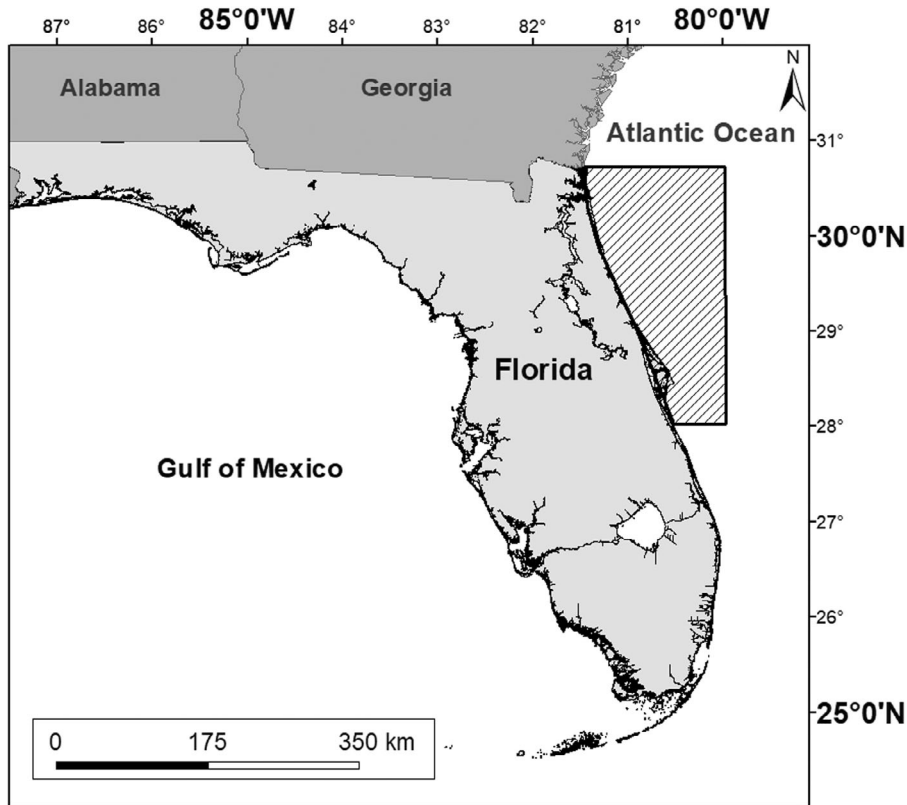 87° 86° 85°0'W 84° 83° 82° 81° 80°0'W
N
Alabama
Georgia
Atlantic Ocean
31°
30°0'N
29°
Florida
28°
Gulf of Mexico
27°
26°
25°0'N
0 175 350 km